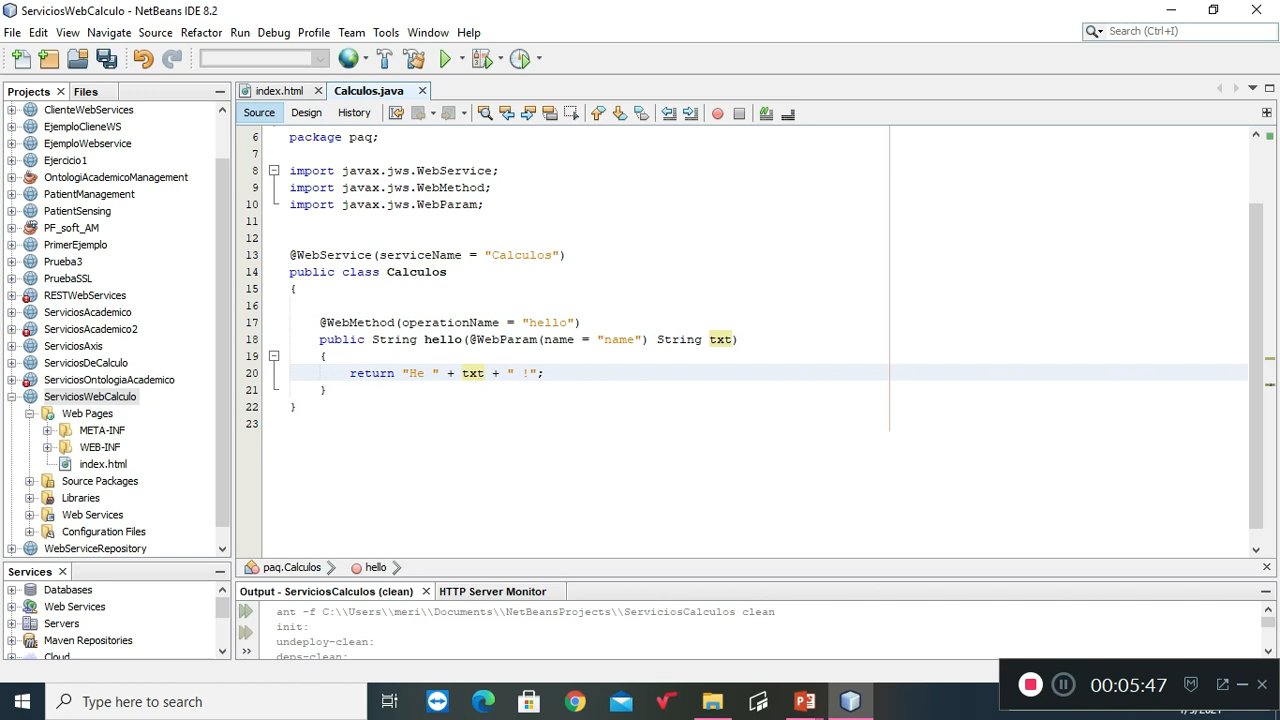 ServiciosWebCalculo - NetBeans IDE 8.2
File Edit View Navigate Source Refactor Run Debug Profile Team Tools Window Help
Search (Ctrl+I)
Projects Files
index.html Calculos.java
Source Design History
ClienteWebServices
EjemploClieneWS
EjemploWebservice
Ejercicio1
OntologiAcademicoManagement
PatientManagement
PatientSensing
PF_soft_AM
PrimerEjemplo
Prueba3
PruebaSSL
RESTWebServices
ServiciosAcademico
ServiciosAcademico2
ServiciosAxis
ServiciosDeCalculo
ServiciosOntologiaAcademico
ServiciosWebCalculo
Web Pages
META-INF
WEB-INF
index.html
Source Packages
Libraries
Web Services
Configuration Files
WebServiceRepository
6 package paq;
7
8 import javax.jws.WebService;
9 import javax.jws.WebMethod;
10 import javax.jws.WebParam;
11
12
13 @WebService(serviceName = "Calculos")
14 public class Calculos
15 {
16
17 @WebMethod(operationName = "hello")
18 public String hello(@WebParam(name = "name") String txt)
19 {
20 return "He " + txt + " !";
21 }
22 }
23
paq.Calculos hello
Services
Databases
Web Services
Servers
Maven Repositories
Cloud
Output - ServiciosCalculos (clean) HTTP Server Monitor
ant -f C:\\Users\\meri\\Documents\\NetBeansProjects\\ServiciosCalculos clean
init:
undeploy-clean:
deps-clean:
Type here to search
00:05:47